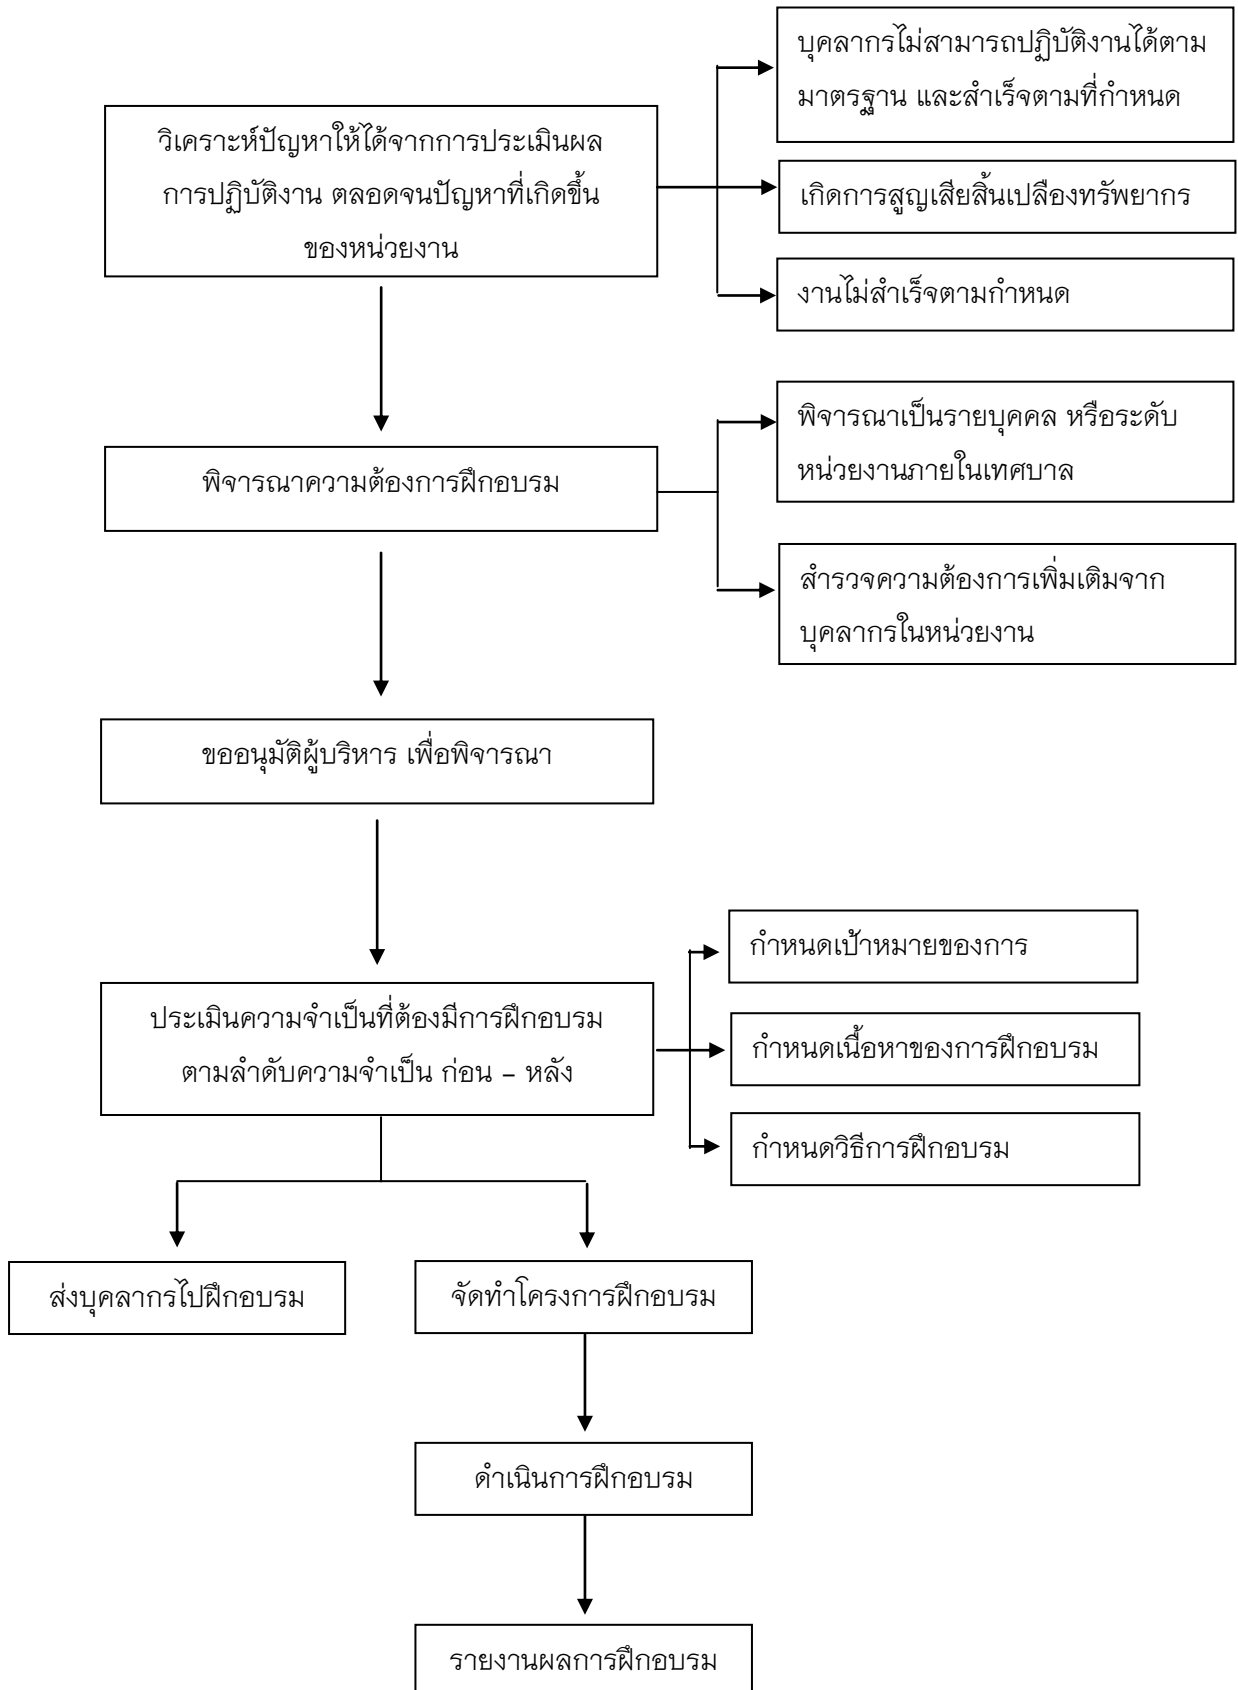 บุคลากรไม่สามารถปฏิบัติงานได้ตาม
มาตรฐาน และสำเร็จตามที่กำหนด
วิเคราะห์ปัญหาให้ได้จากการประเมินผล
การปฏิบัติงาน ตลอดจนปัญหาที่เกิดขึ้น
ของหน่วยงาน
เกิดการสูญเสียสิ้นเปลืองทรัพยากร
งานไม่สำเร็จตามกำหนด
พิจารณาความต้องการฝึกอบรม
พิจารณาเป็นรายบุคคล หรือระดับ
หน่วยงานภายในเทศบาล
สำรวจความต้องการเพิ่มเติมจาก
บุคลากรในหน่วยงาน
ขออนุมัติผู้บริหาร เพื่อพิจารณา
ประเมินความจำเป็นที่ต้องมีการฝึกอบรม
ตามลำดับความจำเป็น ก่อน – หลัง
กำหนดเป้าหมายของการ
กำหนดเนื้อหาของการฝึกอบรม
กำหนดวิธีการฝึกอบรม
ส่งบุคลากรไปฝึกอบรม
จัดทำโครงการฝึกอบรม
ดำเนินการฝึกอบรม
รายงานผลการฝึกอบรม